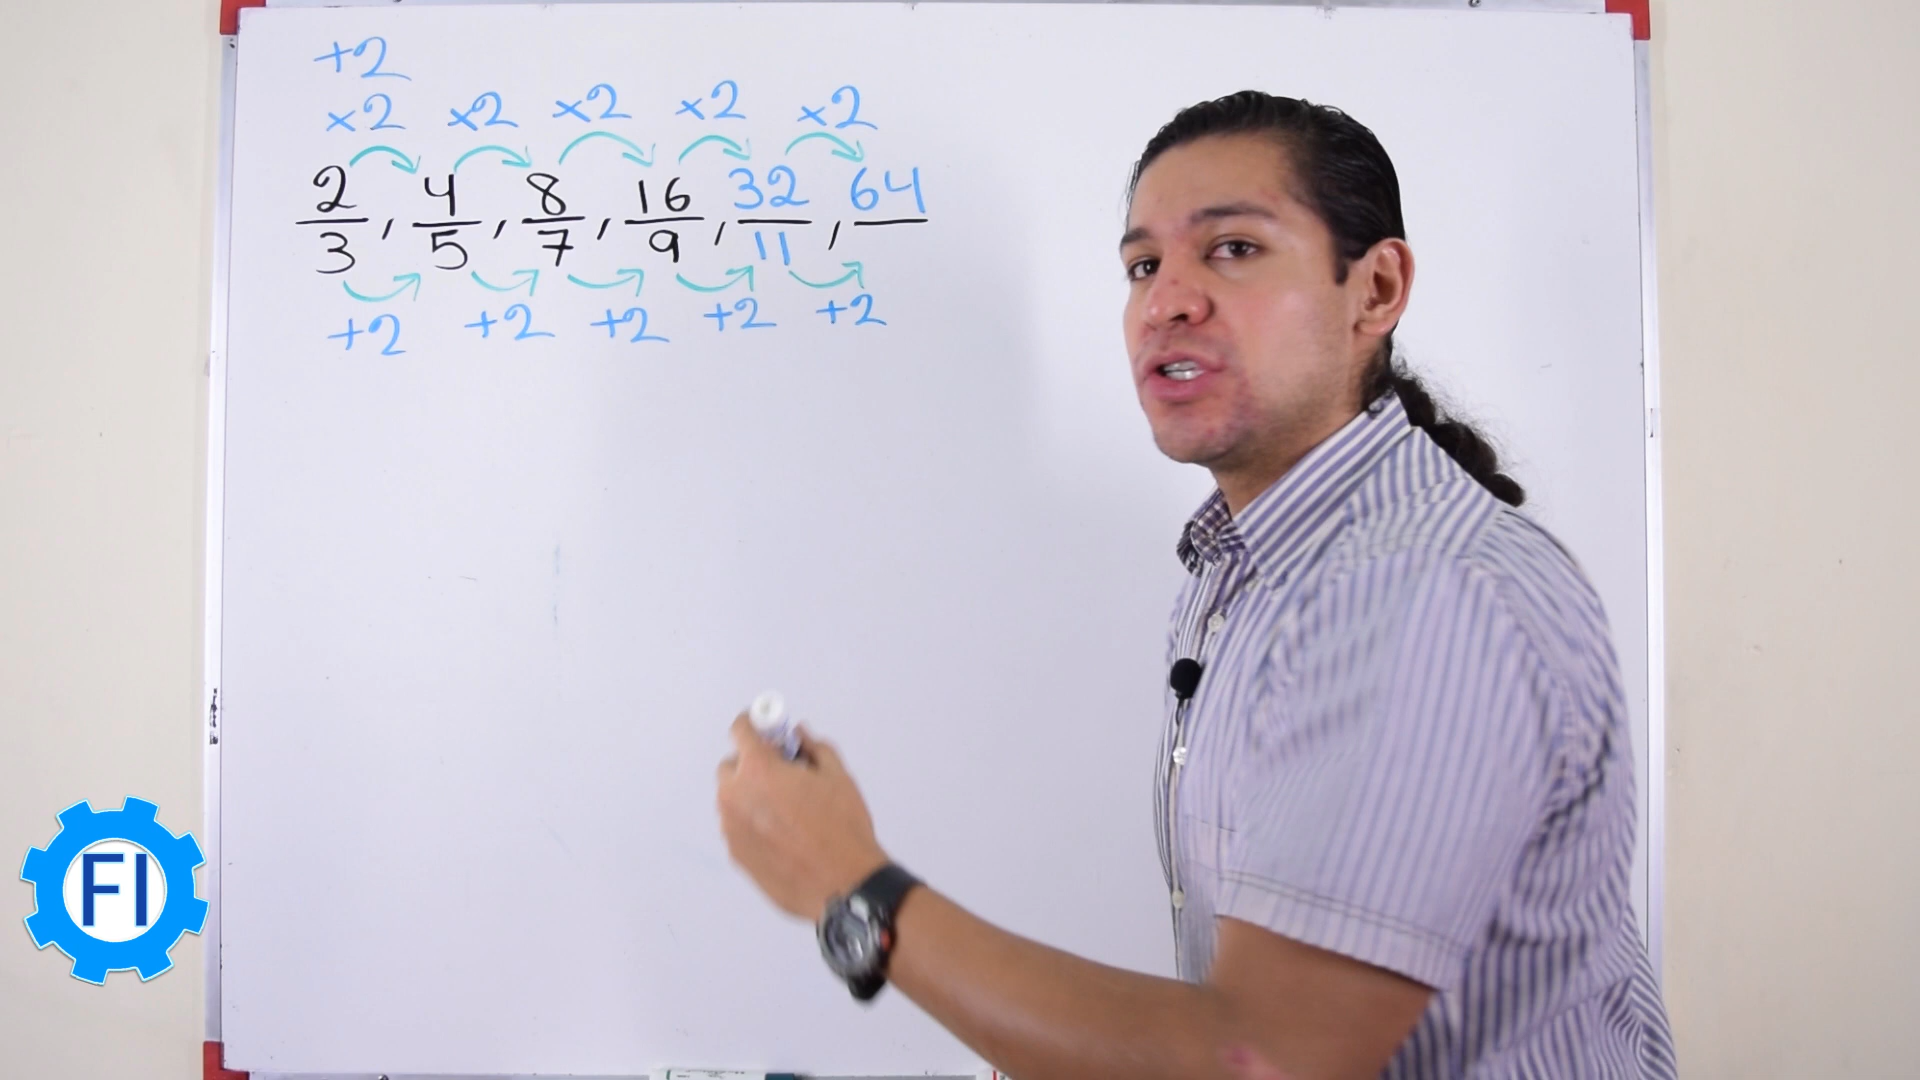 +2
×2 ×2 ×2 ×2 ×2
2/3, 4/5, 8/7, 16/9, 32/11, 64/
+2 +2 +2 +2 +2
FI